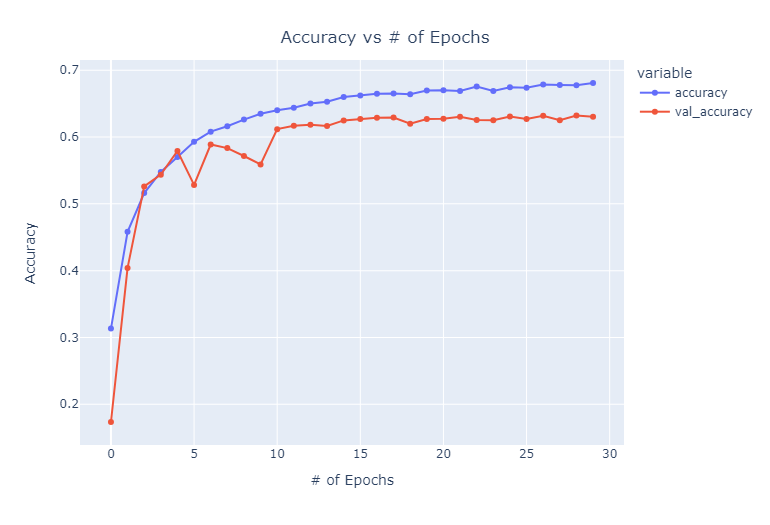 Accuracy vs # of Epochs
variable
accuracy
val_accuracy
Accuracy
0.7
0.6
0.5
0.4
0.3
0.2
0 5 10 15 20 25 30
# of Epochs